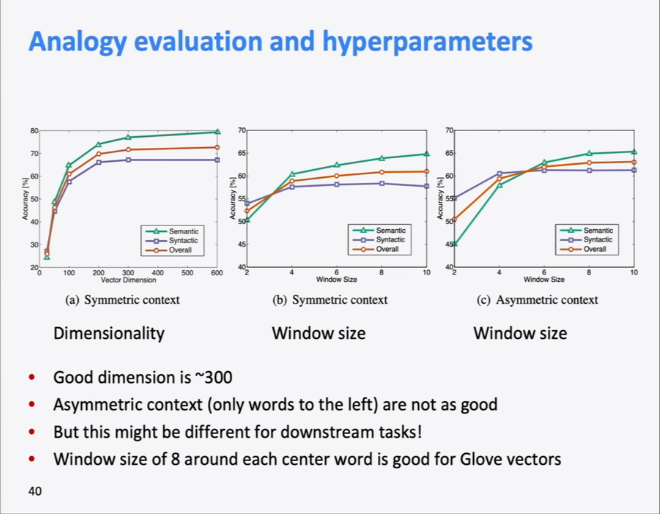 Analogy evaluation and hyperparameters
80
70
60
50
40
30
20
0 100 200 300 400 500 600
Accuracy [%]
Vector Dimension
Semantic
Syntactic
Overall
(a) Symmetric context
70
65
60
55
50
45
40
2 4 6 8 10
Accuracy [%]
Window Size
Semantic
Syntactic
Overall
(b) Symmetric context
70
65
60
55
50
45
40
2 4 6 8 10
Accuracy [%]
Window Size
Semantic
Syntactic
Overall
(c) Asymmetric context
Dimensionality
Window size
Window size
• Good dimension is ~300
• Asymmetric context (only words to the left) are not as good
• But this might be different for downstream tasks!
• Window size of 8 around each center word is good for Glove vectors
40